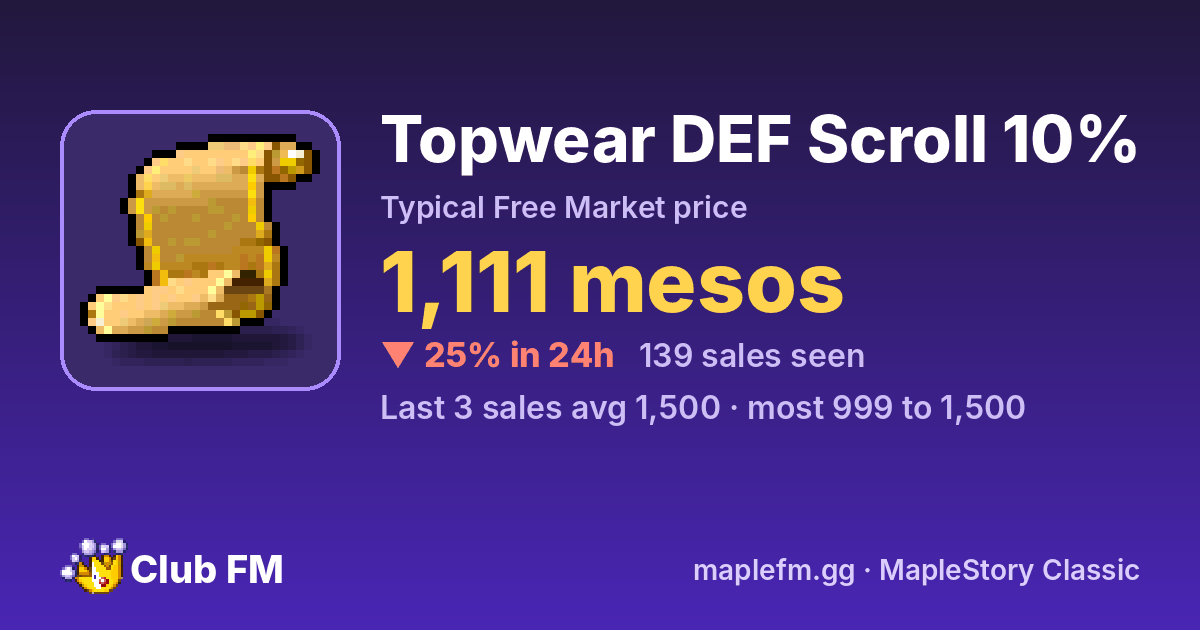 Topwear DEF Scroll 10%
Typical Free Market price
1,111 mesos
▼ 25% in 24h 139 sales seen
Last 3 sales avg 1,500 · most 999 to 1,500
Club FM
maplefm.gg · MapleStory Classic